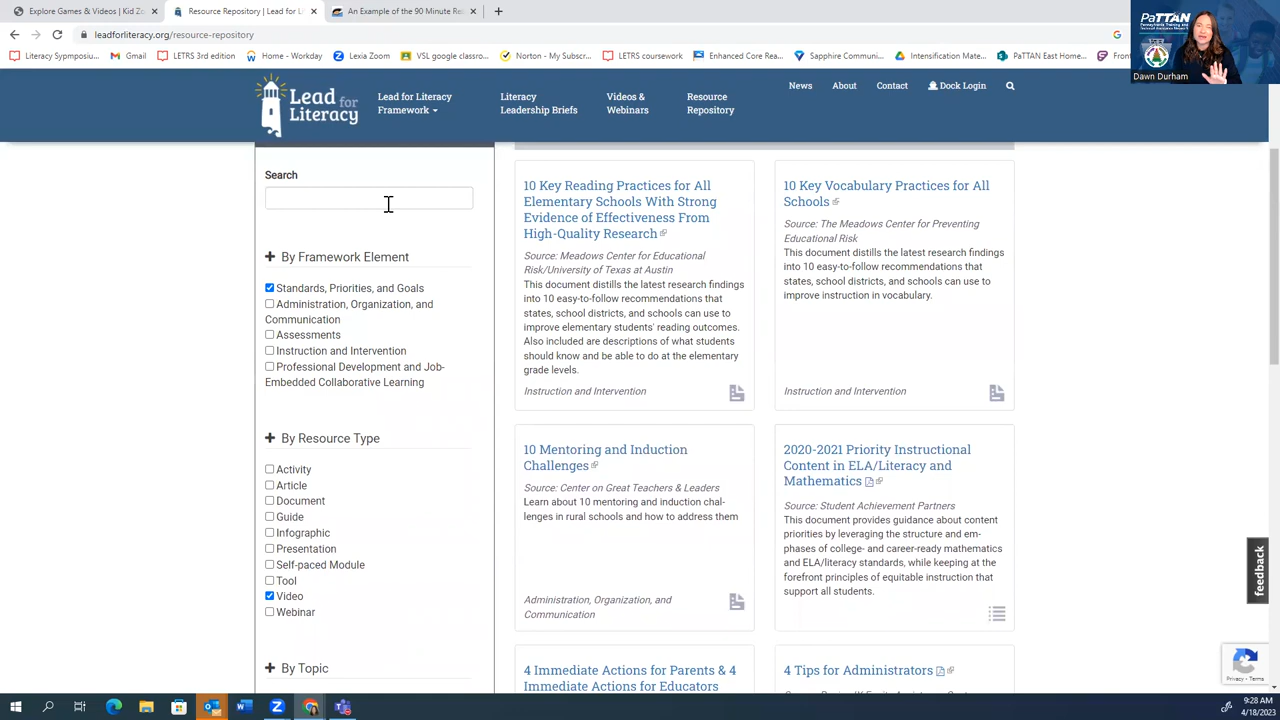 Explore Games & Videos | Kid Zo
Resource Repository | Lead for Li
An Example of the 90 Minute Re
leadforliteracy.org/resource-repository
Literacy Sypmposiu...
Gmail
LETRS 3rd edition
Home - Workday
Lexia Zoom
VSL google classro...
Norton - My Subscr...
LETRS coursework
Enhanced Core Rea...
Sapphire Communi...
Intensification Mate...
PaTTAN East Home...
Front
PaTTAN
Dawn Durham
Lead for Literacy
Lead for Literacy Framework
Literacy Leadership Briefs
Videos & Webinars
Resource Repository
News
About
Contact
Dock Login
Search
By Framework Element
Standards, Priorities, and Goals
Administration, Organization, and
Communication
Assessments
Instruction and Intervention
Professional Development and Job-
Embedded Collaborative Learning
By Resource Type
Activity
Article
Document
Guide
Infographic
Presentation
Self-paced Module
Tool
Video
Webinar
By Topic
10 Key Reading Practices for All
Elementary Schools With Strong
Evidence of Effectiveness From
High-Quality Research
Source: Meadows Center for Educational
Risk/University of Texas at Austin
This document distills the latest research findings
into 10 easy-to-follow recommendations that
states, school districts, and schools can use to
improve elementary students' reading outcomes.
Also included are descriptions of what students
should know and be able to do at the elementary
grade levels.
Instruction and Intervention
10 Key Vocabulary Practices for All
Schools
Source: The Meadows Center for Preventing
Educational Risk
This document distills the latest research findings
into 10 easy-to-follow recommendations that
states, school districts, and schools can use to
improve instruction in vocabulary.
Instruction and Intervention
10 Mentoring and Induction
Challenges
Source: Center on Great Teachers & Leaders
Learn about 10 mentoring and induction chal-
lenges in rural schools and how to address them
Administration, Organization, and
Communication
2020-2021 Priority Instructional
Content in ELA/Literacy and
Mathematics
Source: Student Achievement Partners
This document provides guidance about content
priorities by leveraging the structure and em-
phases of college- and career-ready mathematics
and ELA/literacy standards, while keeping at the
forefront principles of equitable instruction that
support all students.
4 Immediate Actions for Parents & 4
Immediate Actions for Educators
4 Tips for Administrators
feedback
Privacy - Terms
9:28 AM
4/18/2023